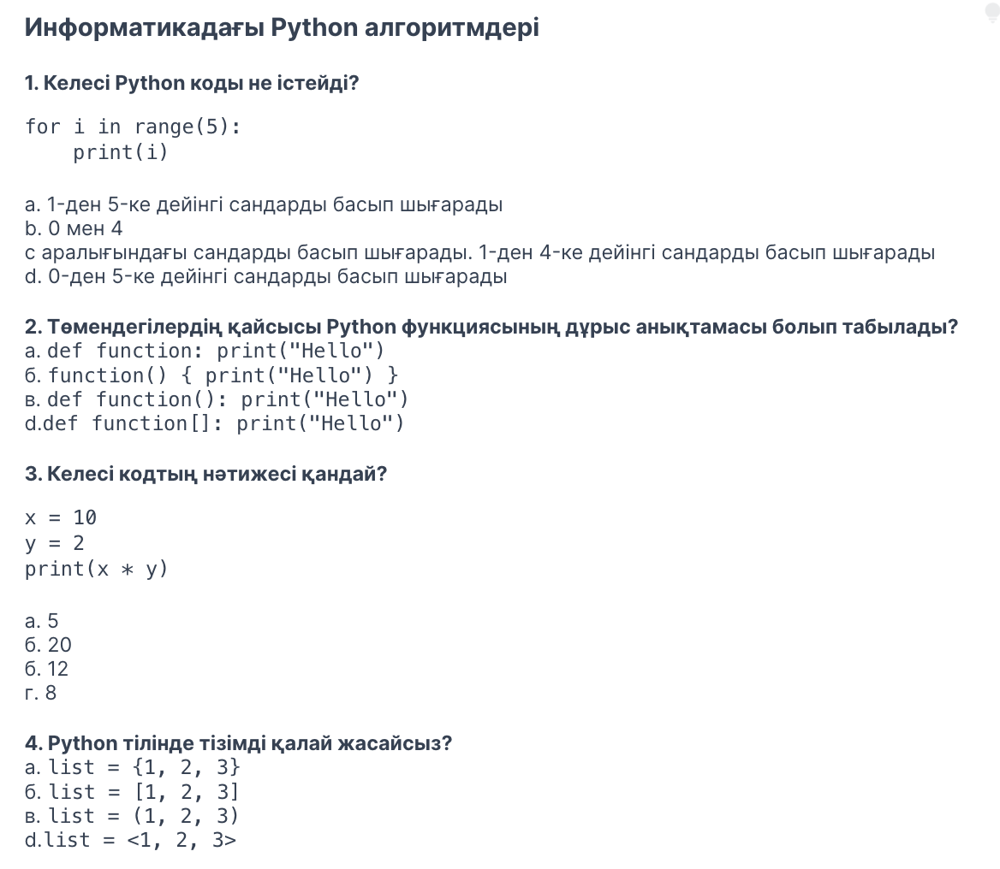 Информатикадағы Python алгоритмдері
1. Келесі Python коды не істейді?
for i in range(5):
    print(i)
a. 1-ден 5-ке дейінгі сандарды басып шығарады
b. 0 мен 4
с аралығындағы сандарды басып шығарады. 1-ден 4-ке дейінгі сандарды басып шығарады
d. 0-ден 5-ке дейінгі сандарды басып шығарады
2. Төмендегілердің қайсысы Python функциясының дұрыс анықтамасы болып табылады?
а. def function: print("Hello")
б. function() { print("Hello") }
в. def function(): print("Hello")
d.def function[]: print("Hello")
3. Келесі кодтың нәтижесі қандай?
x = 10
y = 2
print(x * y)
а. 5
б. 20
б. 12
г. 8
4. Python тілінде тізімді қалай жасайсыз?
а. list = {1, 2, 3}
б. list = [1, 2, 3]
в. list = (1, 2, 3)
d.list = <1, 2, 3>